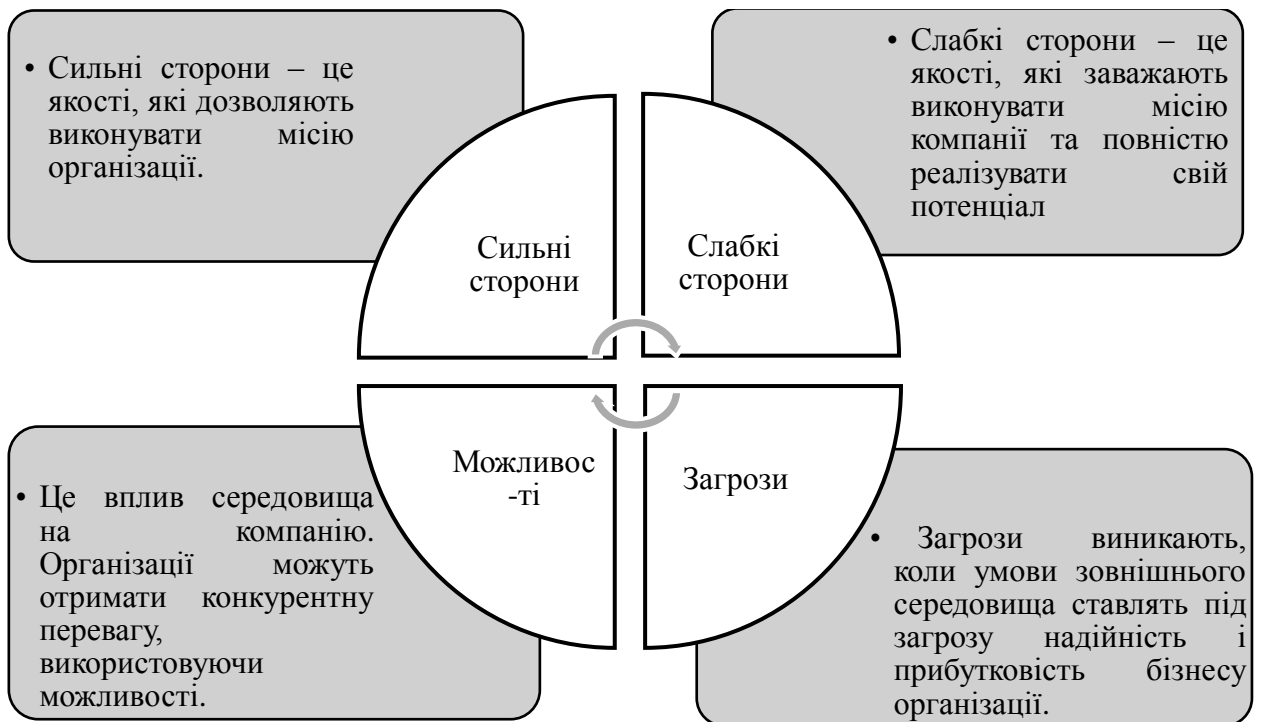 • Сильні сторони – це
якості, які дозволяють
виконувати місію
організації.
• Слабкі сторони – це
якості, які заважають
виконувати місію
компанії та повністю
реалізувати свій
потенціал
Сильні
сторони
Слабкі
сторони
Можливос
-ті
Загрози
• Це вплив середовища
на компанію.
Організації можуть
отримати конкурентну
перевагу,
використовуючи
можливості.
• Загрози виникають,
коли умови зовнішнього
середовища ставлять під
загрозу надійність і
прибутковість бізнесу
організації.